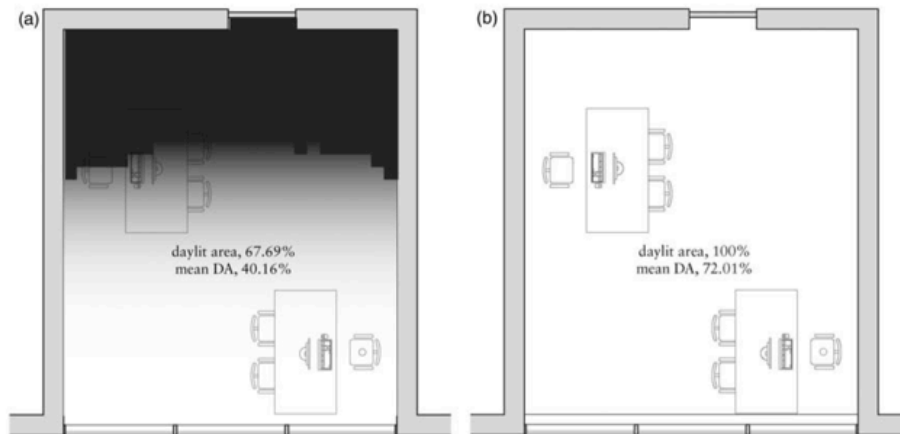 (a)
daylit area, 67.69%
mean DA, 40.16%
(b)
daylit area, 100%
mean DA, 72.01%